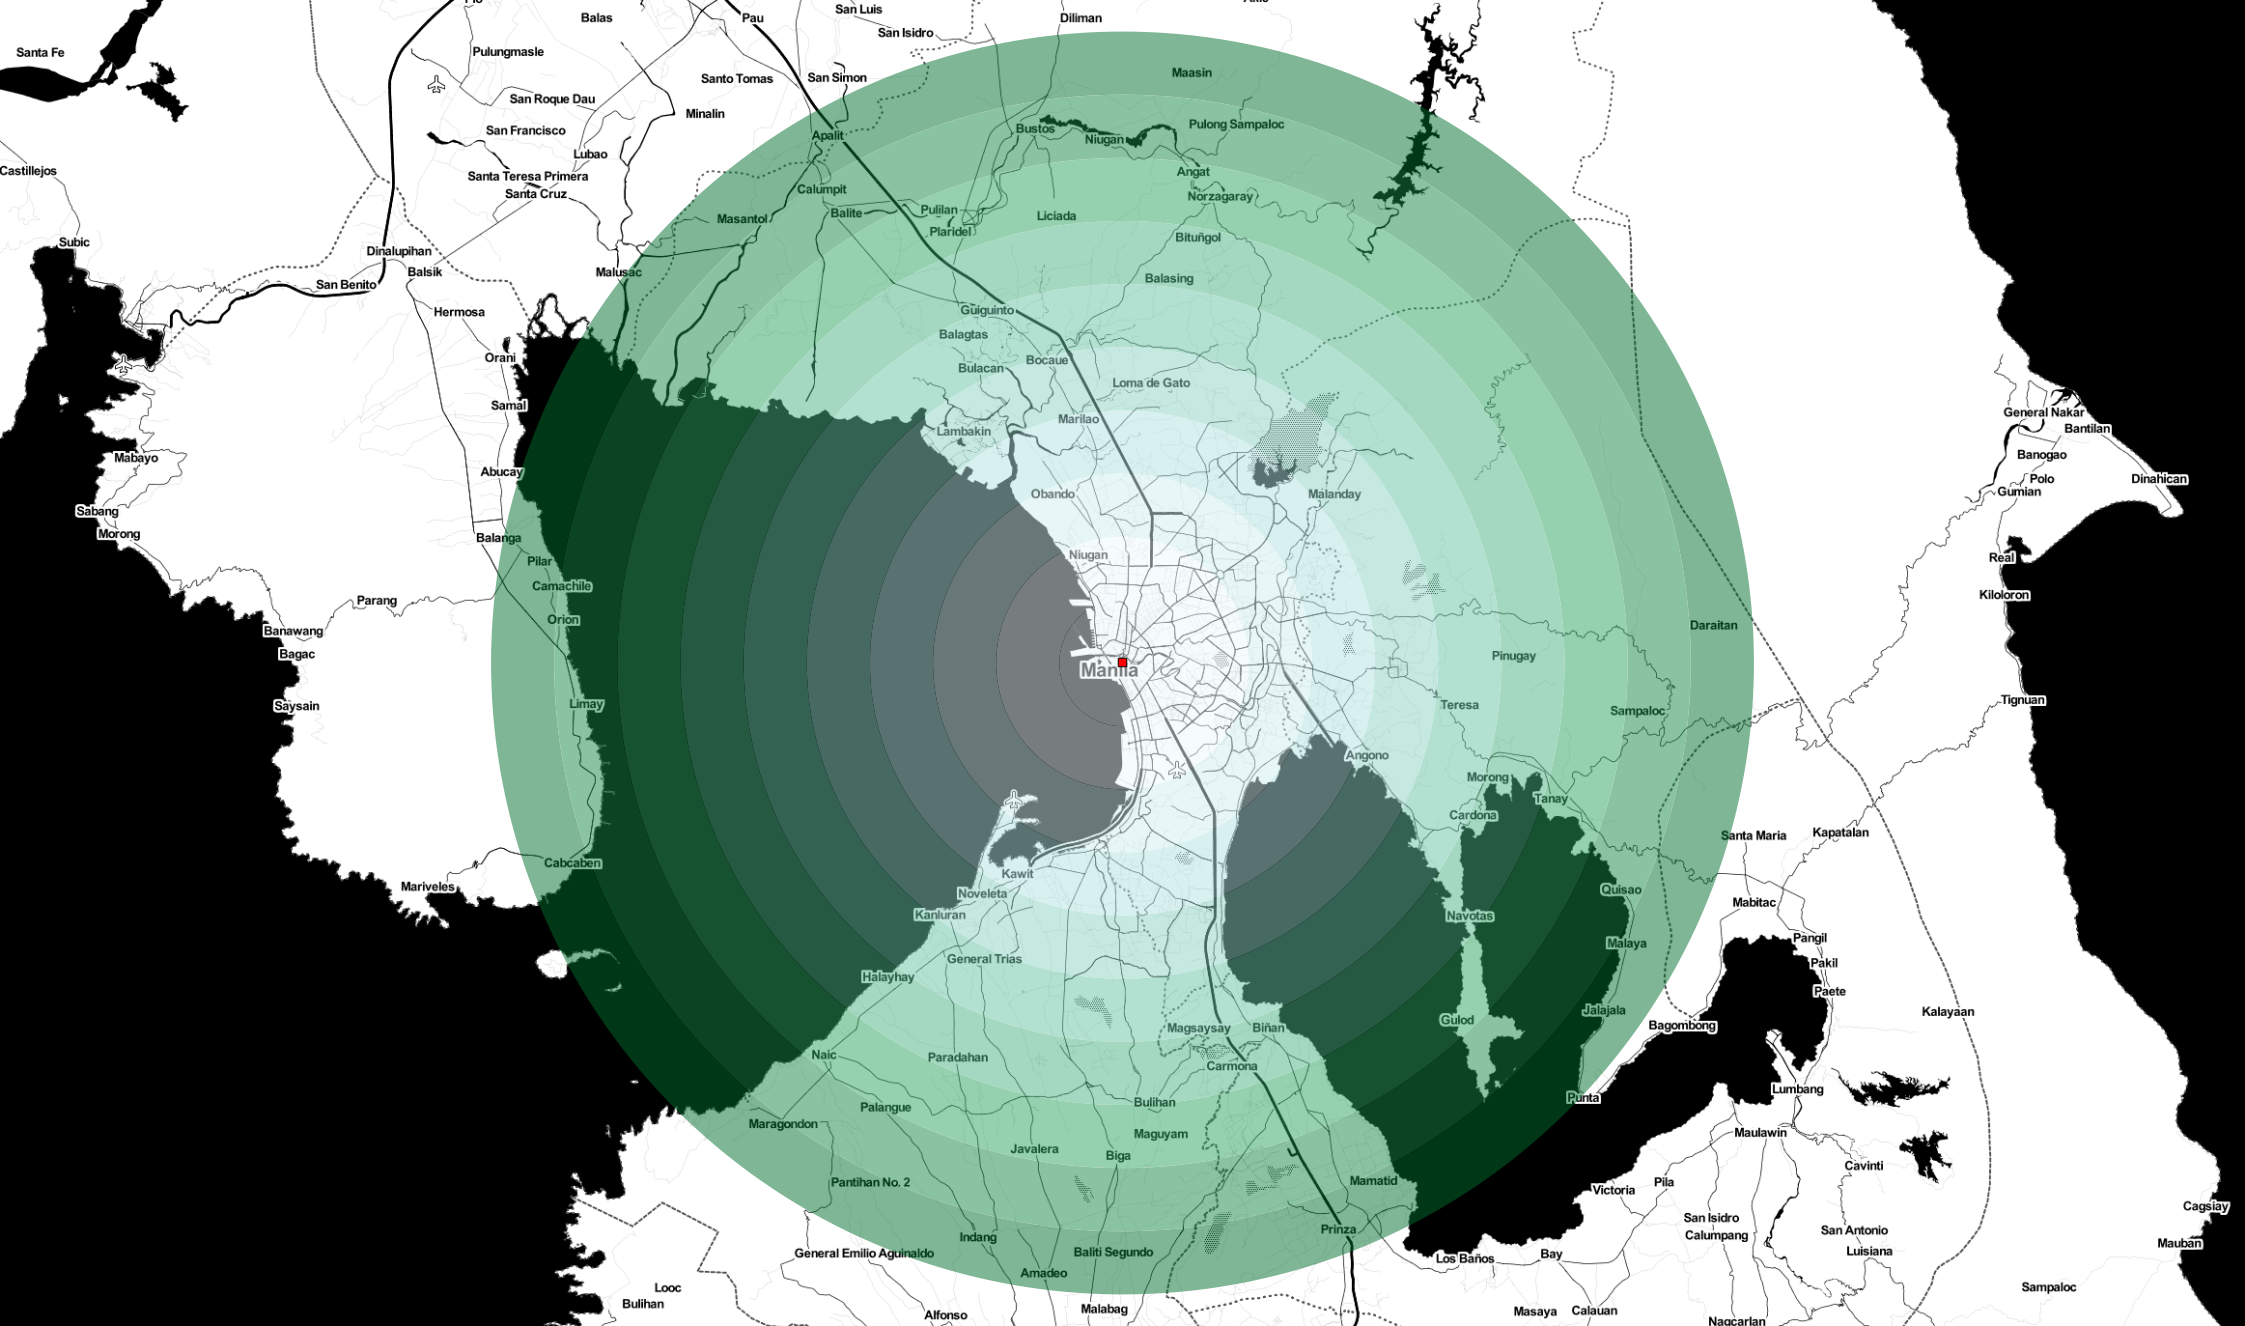 Pio
Balas
Pau
San Luis
Diliman
San Isidro
Santa Fe
Pulungmasle
Santo Tomas
San Simon
Maasin
San Roque Dau
Minalin
San Francisco
Apalit
Bustos
Niugan
Pulong Sampaloc
Lubao
Castillejos
Santa Teresa Primera
Santa Cruz
Calumpit
Angat
Norzagaray
Masantol
Balite
Pulilan
Liciada
Plaridel
Bituñgol
Subic
Dinalupihan
Balsik
Malusac
San Benito
Balasing
Hermosa
Guiguinto
Balagtas
Orani
Bocaue
Bulacan
Loma de Gato
Samal
Marilao
General Nakar
Bantilan
Lambakin
Mabayo
Abucay
Banogao
Polo
Dinahican
Gumian
Obando
Malanday
Sabang
Morong
Balanga
Niugan
Real
Pilar
Camachile
Kiloloron
Parang
Orion
Banawang
Daraitan
Bagac
Pinugay
Manila
Saysain
Limay
Teresa
Sampaloc
Tignuan
Angono
Morong
Tanay
Cardona
Santa Maria
Kapatalan
Cabcaben
Kawit
Mariveles
Noveleta
Quisao
Kanluran
Navotas
Mabitac
Pangil
Malaya
General Trias
Pakil
Halayhay
Paete
Jalajala
Kalayaan
Gulod
Bagombong
Magsaysay
Biñan
Naic
Paradahan
Carmona
Lumbang
Punta
Palangue
Bulihan
Maragondon
Maguyam
Maulawin
Javalera
Biga
Cavinti
Pantihan No. 2
Mamatid
Victoria
Pila
Cagsiay
San Isidro
Prinza
Indang
Calumpang
San Antonio
Mauban
General Emilio Aguinaldo
Baliti Segundo
Los Baños
Bay
Luisiana
Amadeo
Looc
Sampaloc
Bulihan
Malabag
Masaya
Calauan
Alfonso
Nagcarlan